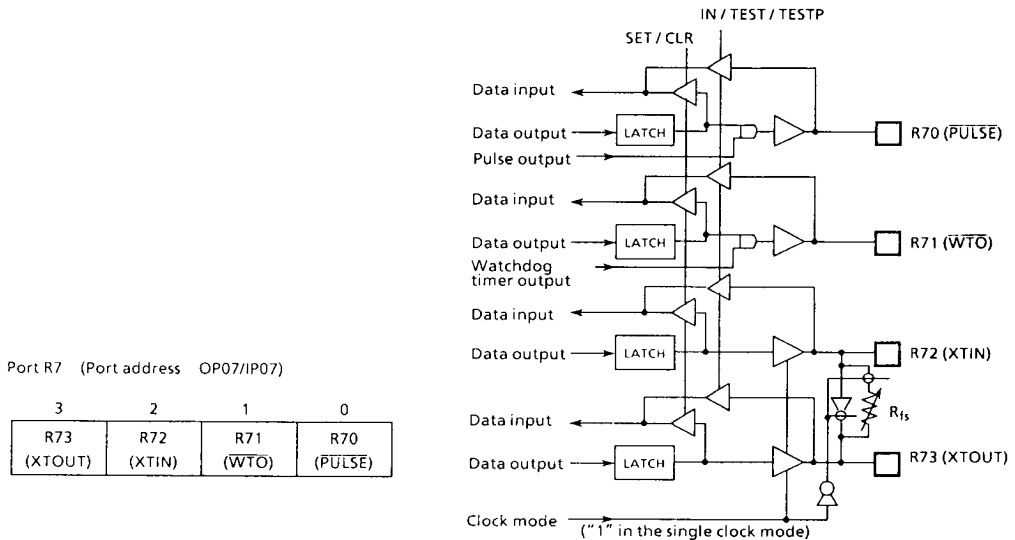 IN / TEST / TESTP
SET / CLR
Data input
Data output
LATCH
R70 (PULSE)
Pulse output
Data input
Data output
LATCH
R71 (WTO)
Watchdog
timer output
Data input
Data output
LATCH
R72 (XTIN)
Rfs
Data input
Data output
LATCH
R73 (XTOUT)
Clock mode
("1" in the single clock mode)
Port R7 (Port address OP07/IP07)
3 2 1 0
R73 R72 R71 R70
(XTOUT) (XTIN) (WTO) (PULSE)